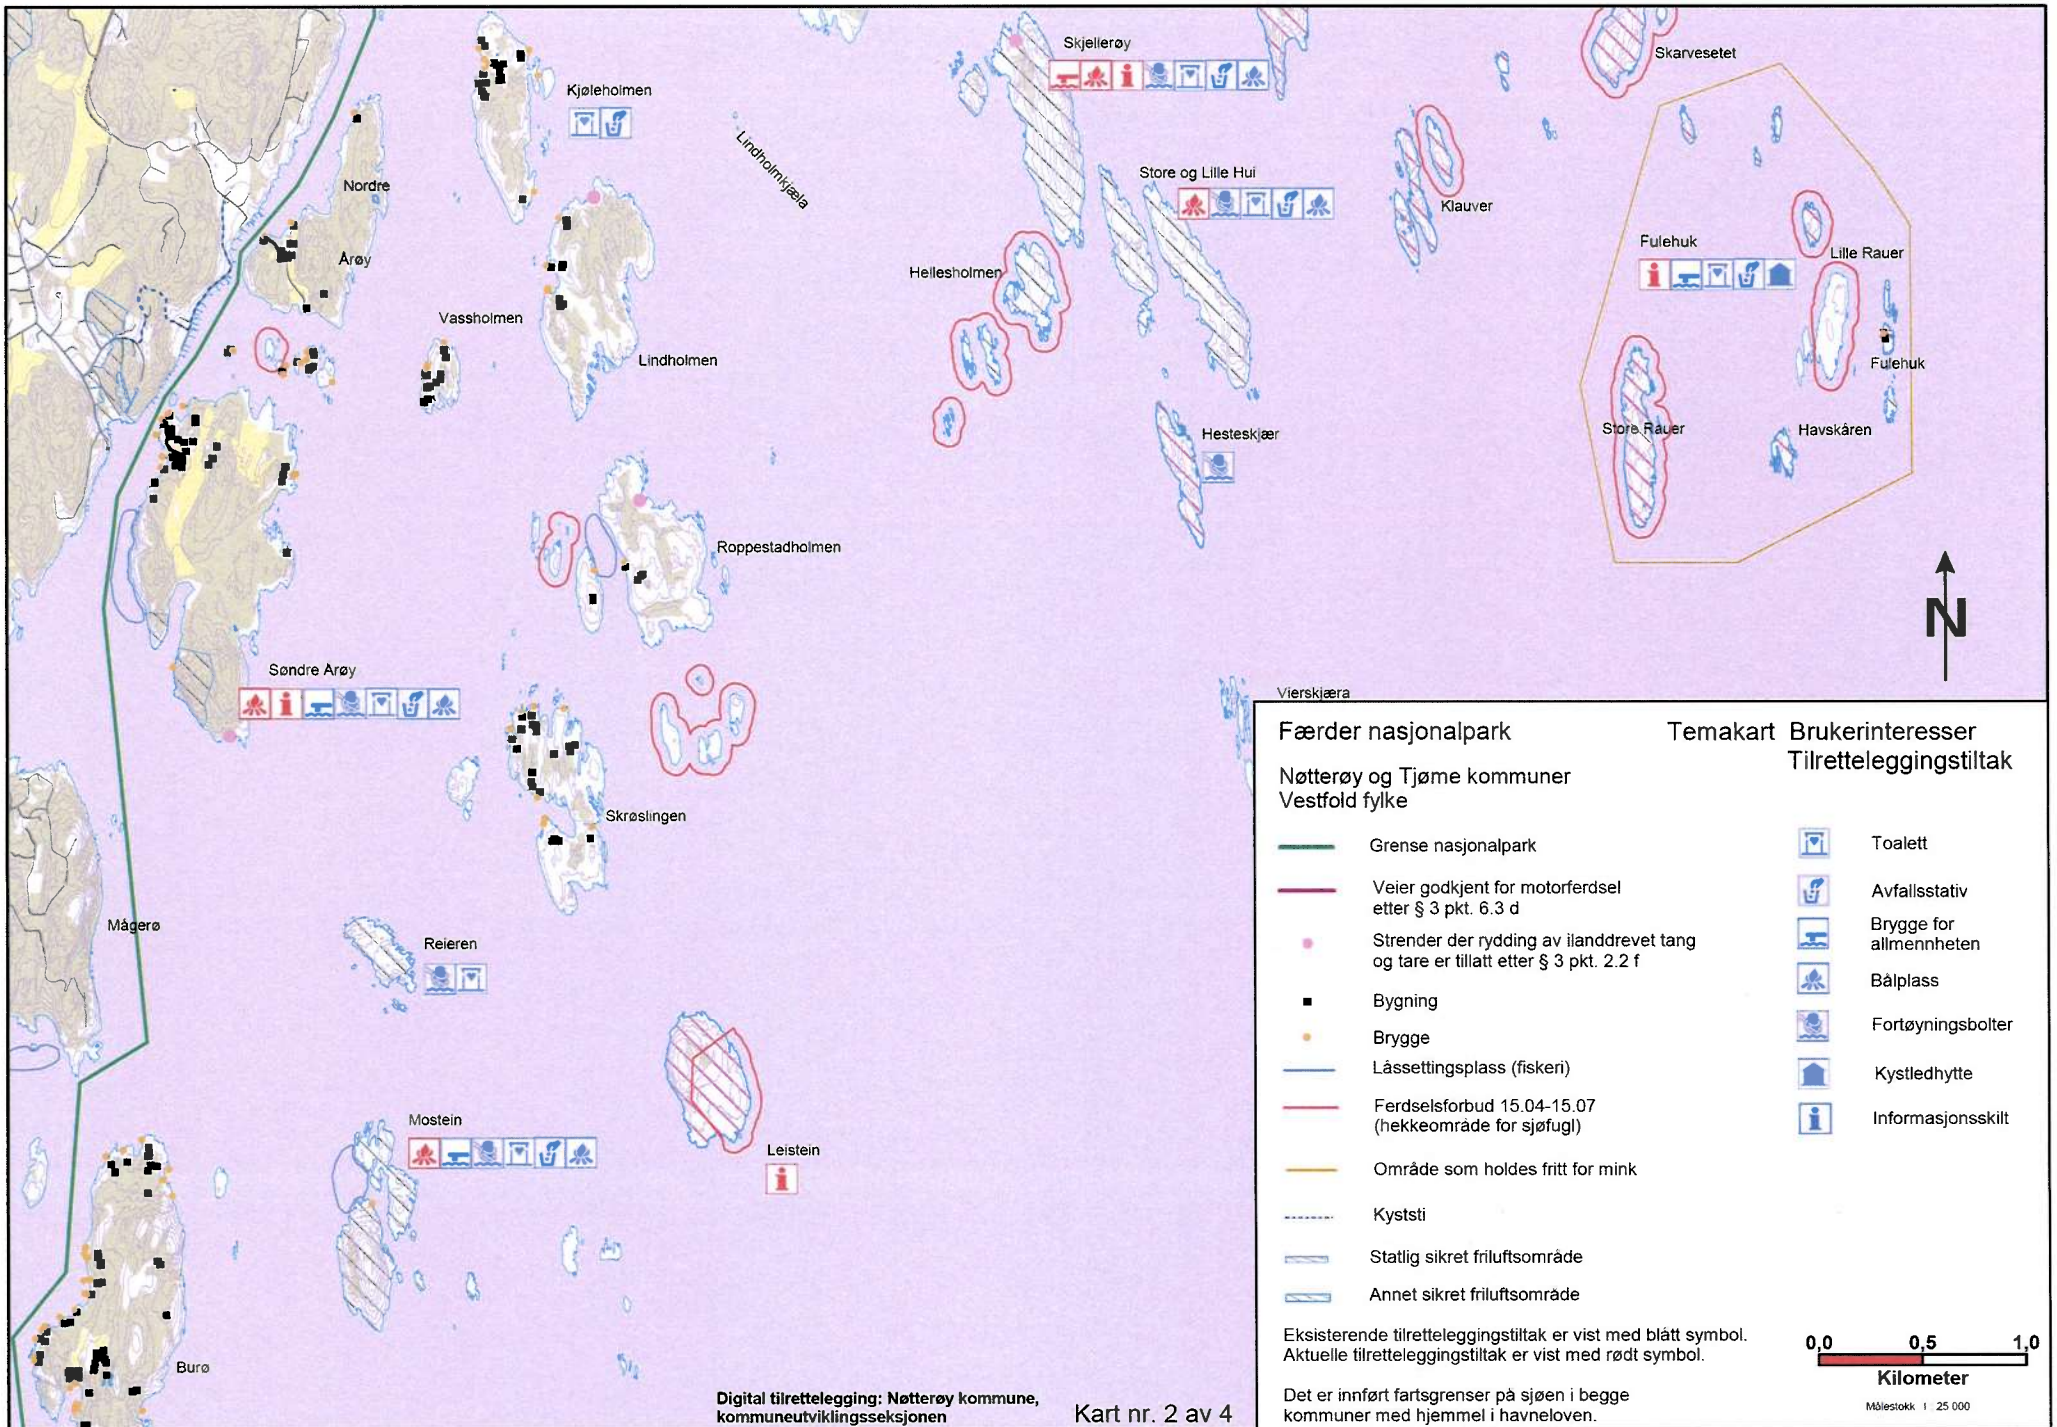 Skjellerøy
Skarvesetet
Kjøleholmen
Lindholmkjæla
Nordre
Årøy
Store og Lille Hui
Klauver
Fulehuk
Lille Rauer
Hellesholmen
Vassholmen
Lindholmen
Fulehuk
Store Rauer
Havskåren
Hesteskjær
Roppestadholmen
N
Søndre Årøy
Vierskjæra
Skrøslingen
Mågerø
Reieren
Mostein
Leistein
Burø
Færder nasjonalpark
Temakart Brukerinteresser
Tilretteleggingstiltak
Nøtterøy og Tjøme kommuner
Vestfold fylke
Grense nasjonalpark
Veier godkjent for motorferdsel
etter § 3 pkt. 6.3 d
Strender der rydding av ilanddrevet tang
og tare er tillatt etter § 3 pkt. 2.2 f
Bygning
Brygge
Låssettingsplass (fiskeri)
Ferdselsforbud 15.04-15.07
(hekkeområde for sjøfugl)
Område som holdes fritt for mink
Kyststi
Statlig sikret friluftsområde
Annet sikret friluftsområde
Toalett
Avfallsstativ
Brygge for
allmennheten
Bålplass
Fortøyningsbolter
Kystledhytte
Informasjonsskilt
Eksisterende tilretteleggingstiltak er vist med blått symbol.
Aktuelle tilretteleggingstiltak er vist med rødt symbol.
Det er innført fartsgrenser på sjøen i begge
kommuner med hjemmel i havneloven.
0,0 0,5 1,0
Kilometer
Målestokk 1 : 25 000
Digital tilrettelegging: Nøtterøy kommune,
kommuneutviklingsseksjonen
Kart nr. 2 av 4